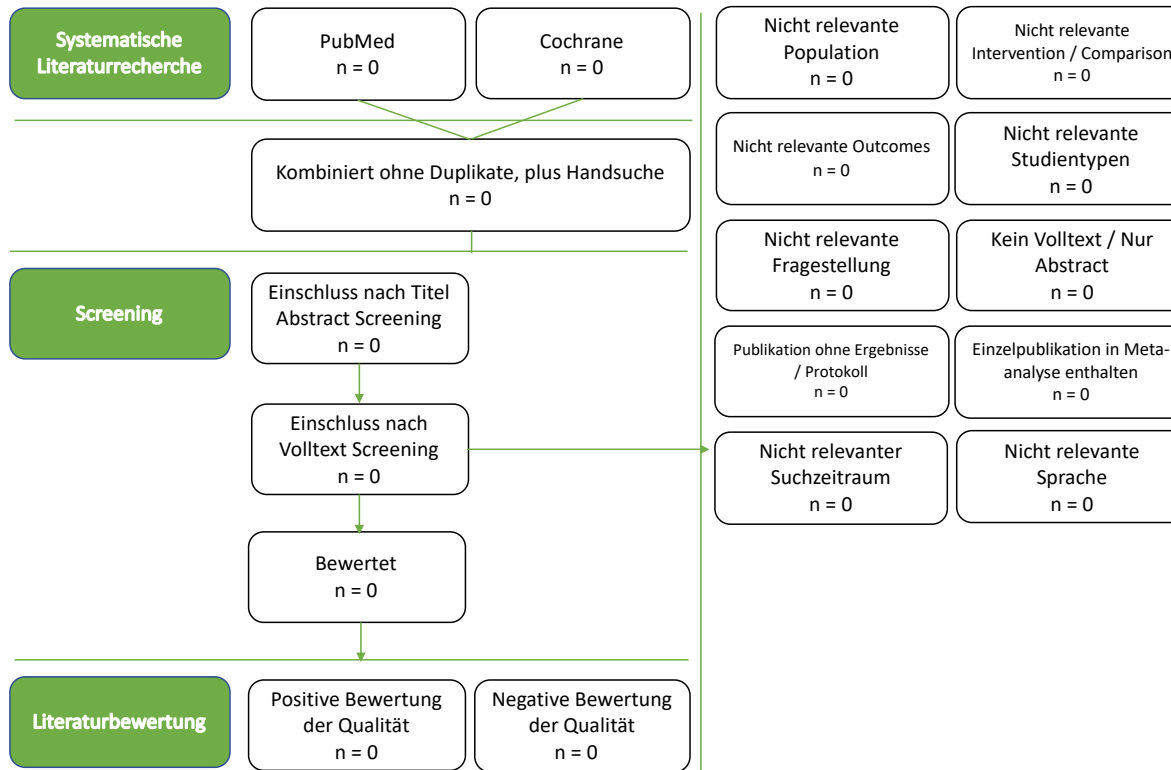 Systematische
Literaturrecherche
PubMed
n = 0
Cochrane
n = 0
Kombiniert ohne Duplikate, plus Handsuche
n = 0
Screening
Einschluss nach Titel
Abstract Screening
n = 0
Einschluss nach
Volltext Screening
n = 0
Bewertet
n = 0
Literaturbewertung
Positive Bewertung
der Qualität
n = 0
Negative Bewertung
der Qualität
n = 0
Nicht relevante
Population
n = 0
Nicht relevante
Intervention / Comparison
n = 0
Nicht relevante Outcomes
n = 0
Nicht relevante
Studientypen
n = 0
Nicht relevante
Fragestellung
n = 0
Kein Volltext / Nur
Abstract
n = 0
Publikation ohne Ergebnisse
/ Protokoll
n = 0
Einzelpublikation in Meta-
analyse enthalten
n = 0
Nicht relevanter
Suchzeitraum
n = 0
Nicht relevante
Sprache
n = 0